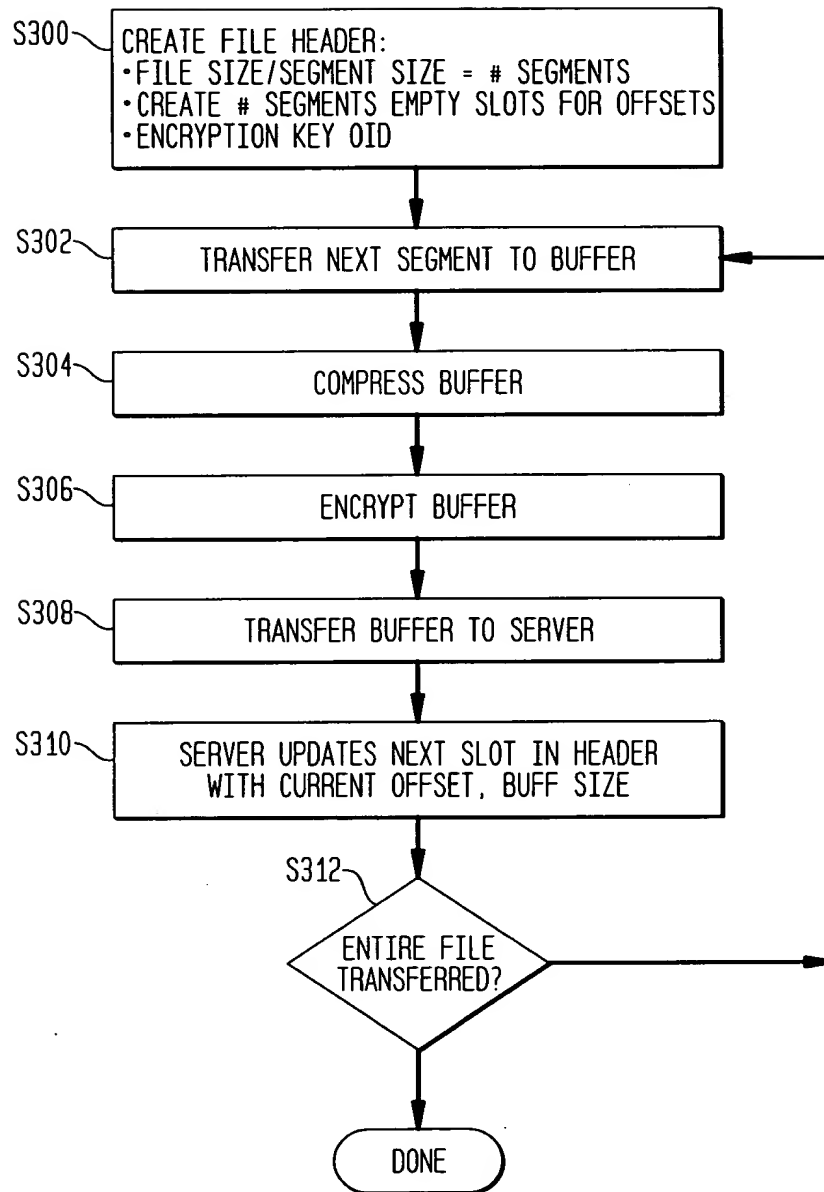 S300
CREATE FILE HEADER:
•FILE SIZE/SEGMENT SIZE = # SEGMENTS
•CREATE # SEGMENTS EMPTY SLOTS FOR OFFSETS
•ENCRYPTION KEY OID
S302
TRANSFER NEXT SEGMENT TO BUFFER
S304
COMPRESS BUFFER
S306
ENCRYPT BUFFER
S308
TRANSFER BUFFER TO SERVER
S310
SERVER UPDATES NEXT SLOT IN HEADER
WITH CURRENT OFFSET, BUFF SIZE
S312
ENTIRE FILE
TRANSFERRED?
DONE